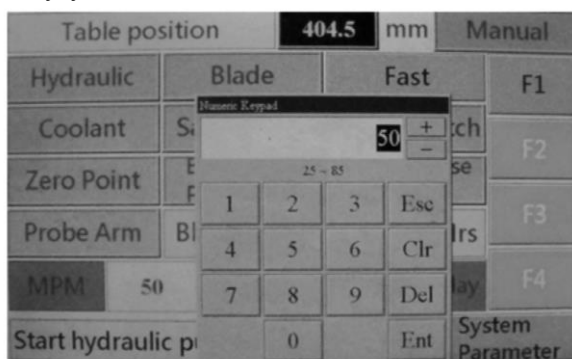 Table position 404.5 mm Manual
Hydraulic Blade Fast F1
Numeric Keypad
Coolant 50 + F2
-
25 ~ 85
Zero Point
1 2 3 Esc
Probe Arm F3
4 5 6 Clr
MPM 50 7 8 9 Del F4
Start hydraulic 0 Ent System
Parameter